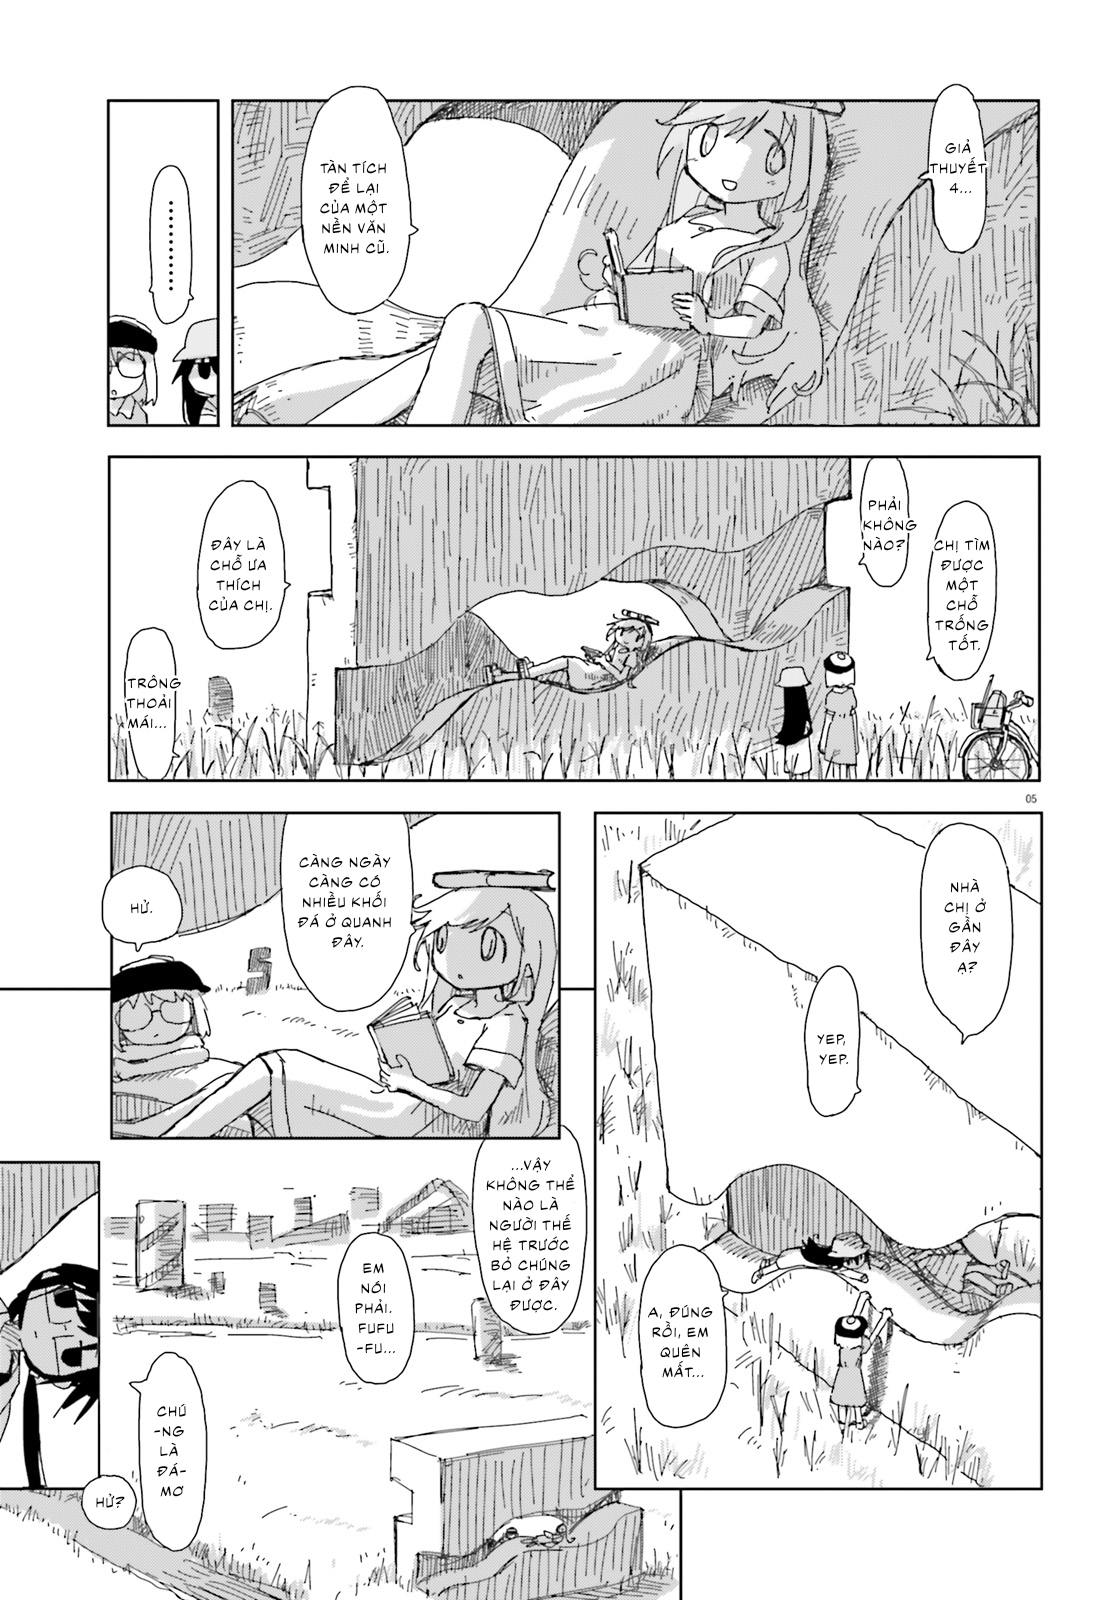 GIẢ
THUYẾT
4...
TÀN TÍCH
ĐỂ LẠI
CỦA MỘT
NỀN VĂN
MINH CŨ.
..........
CHỊ TÌM
ĐƯỢC
MỘT
CHỖ
TRỐNG
TỐT.
PHẢI
KHÔNG
NÀO?
ĐÂY LÀ
CHỖ ƯA
THÍCH
CỦA CHỊ.
TRÔNG
THOẢI
MÁI...
05
NHÀ
CHỊ Ở
GẦN
ĐÂY
Ạ?
YEP,
YEP.
A, ĐÚNG
RỒI, EM
QUÊN
MẤT...
CÀNG NGÀY
CÀNG CÓ
NHIỀU KHỐI
ĐÁ Ở QUANH
ĐÂY.
HỬ.
...VẬY
KHÔNG THỂ
NÀO LÀ
NGƯỜI THẾ
HỆ TRƯỚC
BỎ CHÚNG
LẠI Ở ĐÂY
ĐƯỢC.
EM
NÓI
PHẢI.
FUFU
-FU...
CHÚ
-NG
LÀ
ĐÁ-
MƠ
HỬ?